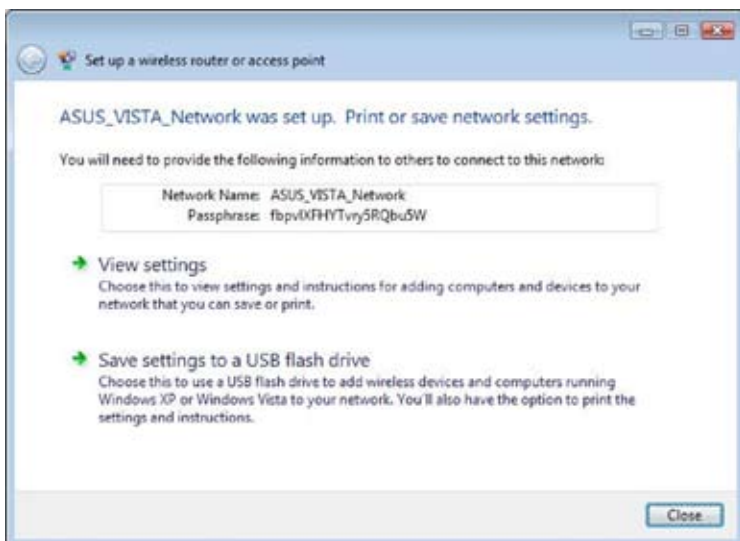 Set up a wireless router or access point
ASUS_VISTA_Network was set up. Print or save network settings.
You will need to provide the following information to others to connect to this network:
Network Name: ASUS_VISTA_Network
Passphrase:
View settings
Choose this to view settings and instructions for adding computers and devices to your
network that you can save or print.
Save settings to a USB flash drive
Choose this to use a USB flash drive to add wireless devices and computers running
Windows XP or Windows Vista to your network. You'll also have the option to print the
settings and instructions.
Close